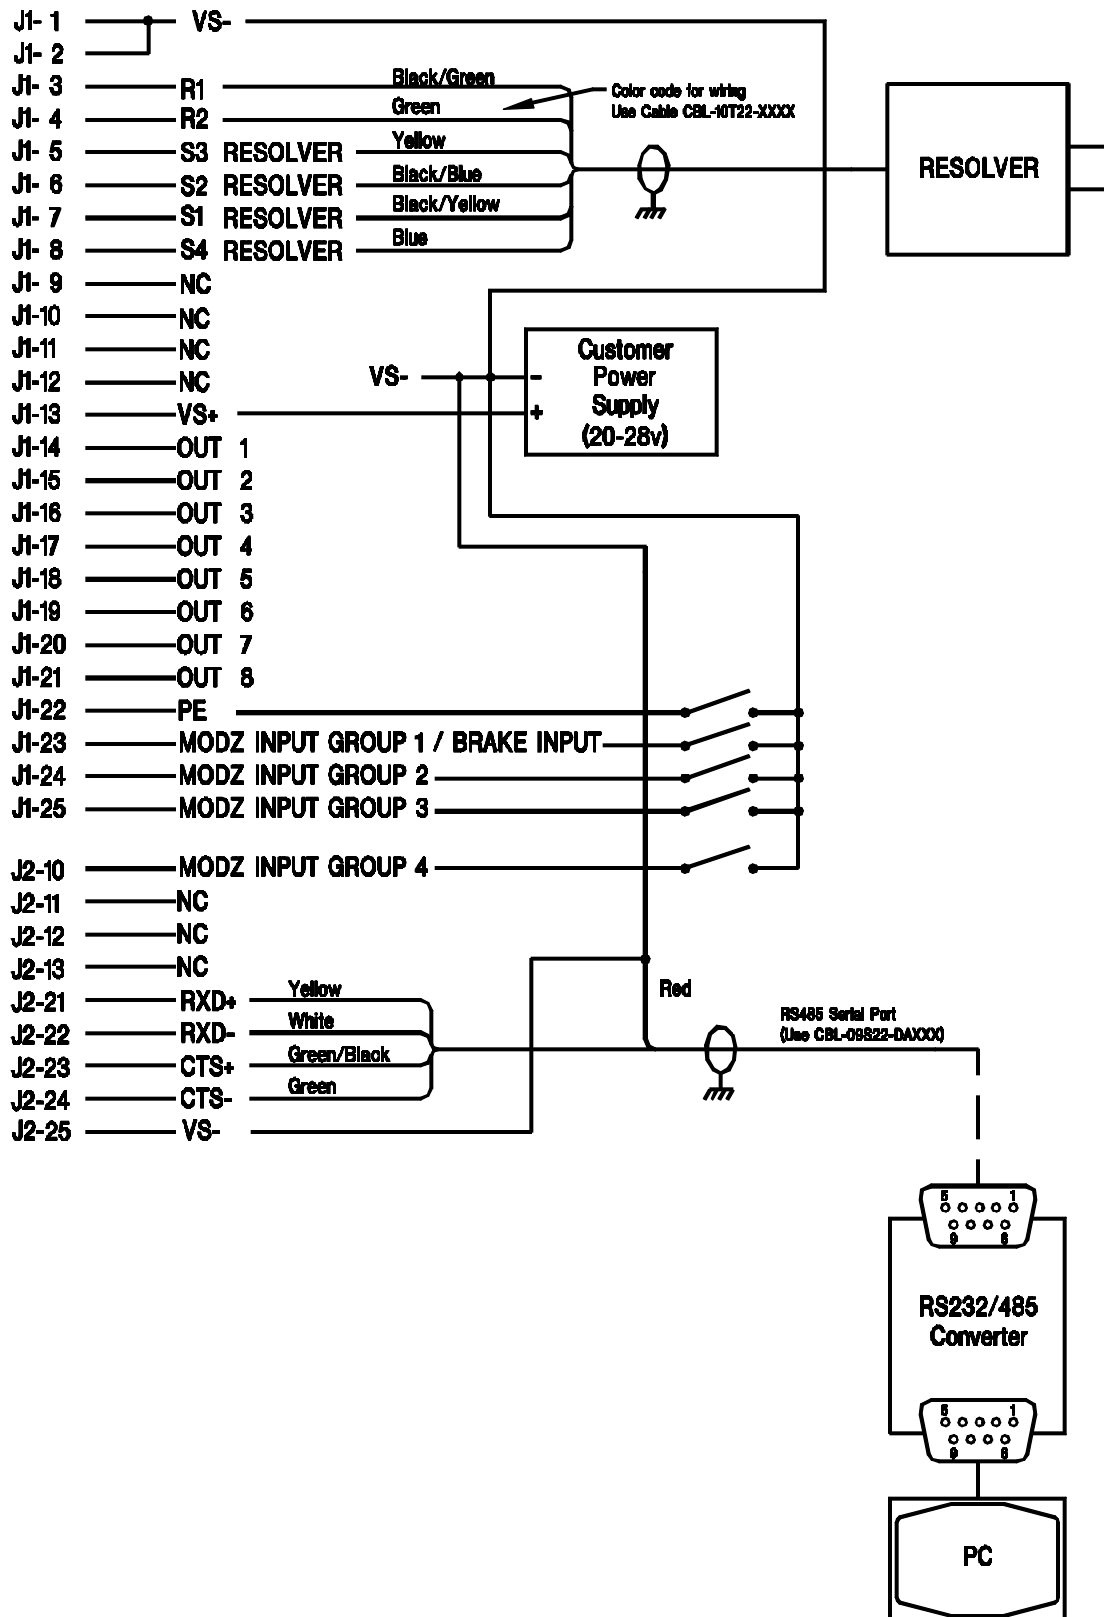 J1- 1 VS-
J1- 2
J1- 3 R1 Black/Green
J1- 4 R2 Green
Color code for wiring
Use Cable CBL-10T22-XXXX
J1- 5 S3 RESOLVER Yellow
J1- 6 S2 RESOLVER Black/Blue
J1- 7 S1 RESOLVER Black/Yellow
J1- 8 S4 RESOLVER Blue
RESOLVER
J1- 9 NC
J1-10 NC
J1-11 NC
J1-12 NC
VS- -
Customer
Power
Supply
(20-28v)
J1-13 VS+ +
J1-14 OUT 1
J1-15 OUT 2
J1-16 OUT 3
J1-17 OUT 4
J1-18 OUT 5
J1-19 OUT 6
J1-20 OUT 7
J1-21 OUT 8
J1-22 PE
J1-23 MODZ INPUT GROUP 1 / BRAKE INPUT
J1-24 MODZ INPUT GROUP 2
J1-25 MODZ INPUT GROUP 3
J2-10 MODZ INPUT GROUP 4
J2-11 NC
J2-12 NC
J2-13 NC
J2-21 RXD+ Yellow
J2-22 RXD- White
J2-23 CTS+ Green/Black
J2-24 CTS- Green
J2-25 VS-
Red
RS485 Serial Port
(Use CBL-09S22-DAXXX)
5 1
9 6
RS232/485
Converter
5 1
9 6
PC